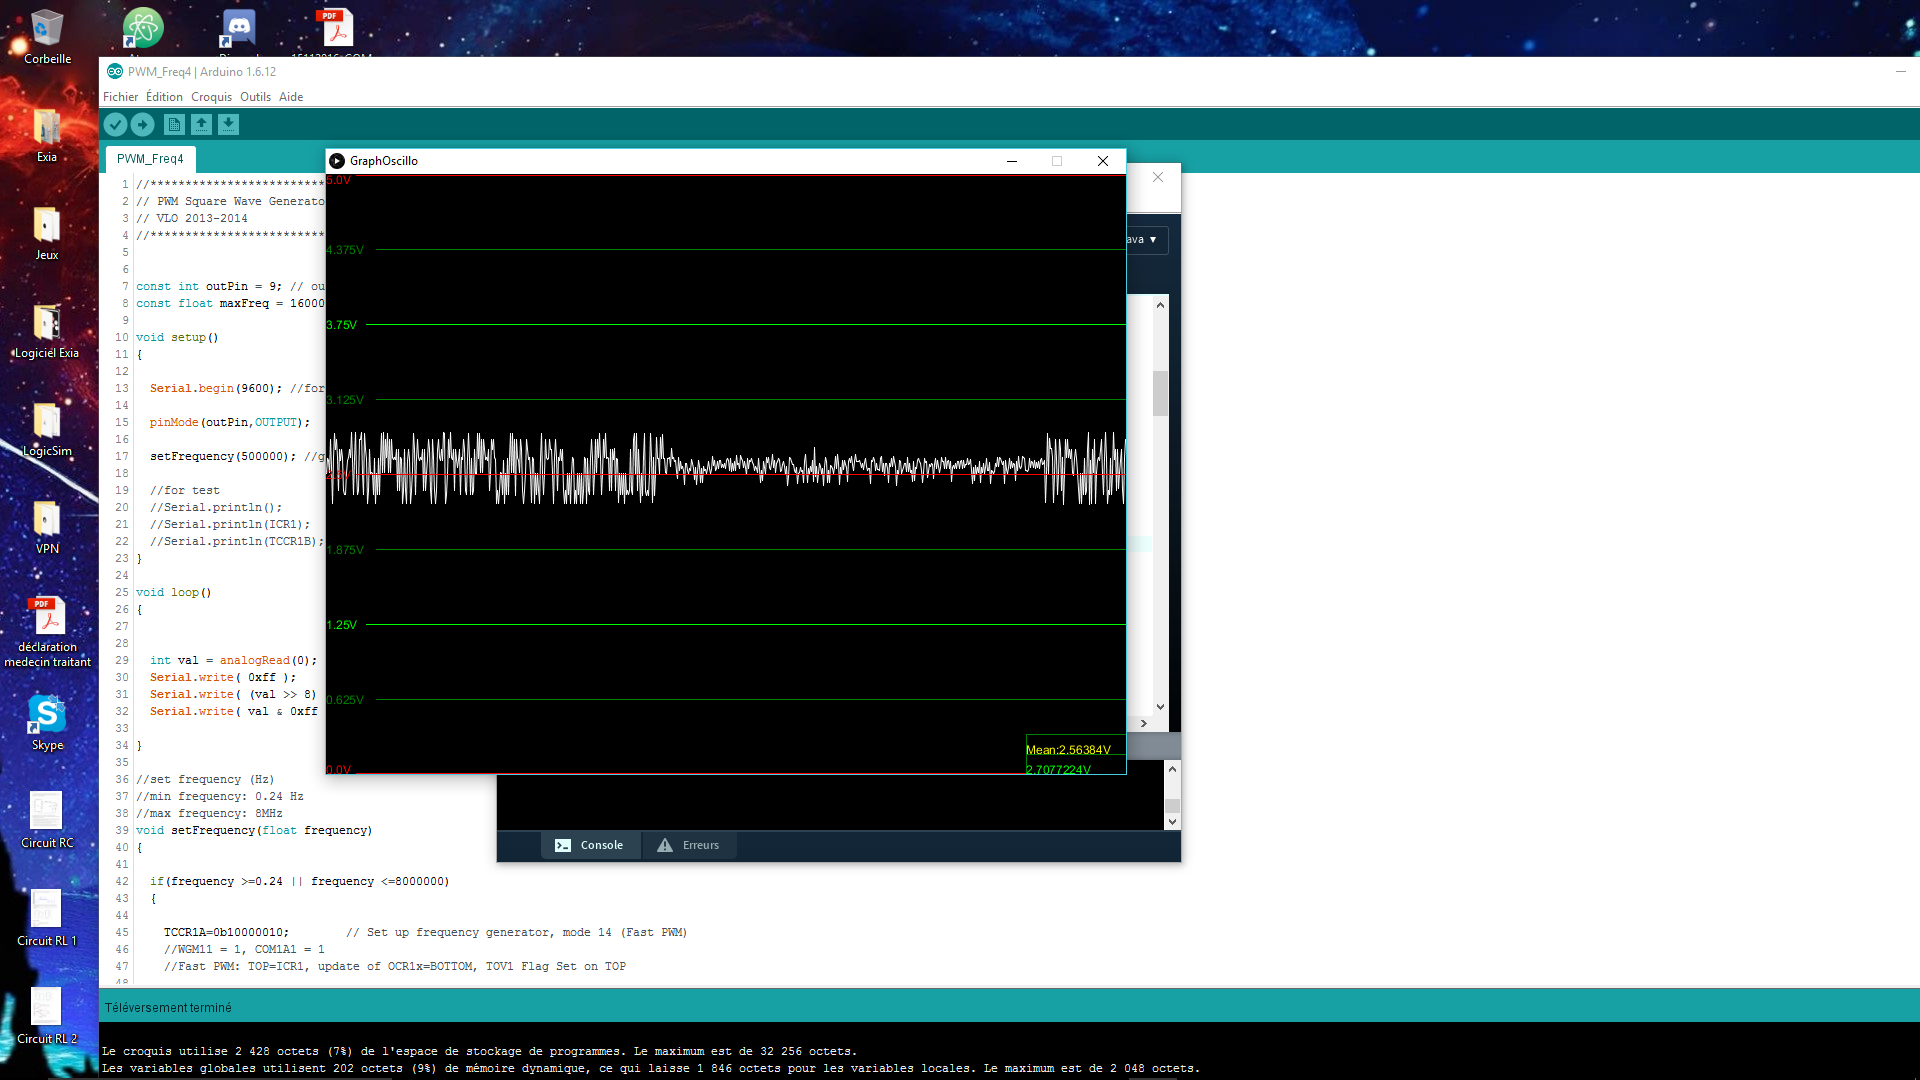 Corbeille
Exia
Jeux
Logiciel Exia
LogicSim
VPN
PDF
déclaration
medecin traitant
Skype
Circuit RC
Circuit RL 1
Circuit RL 2
PDF
PWM_Freq4 | Arduino 1.6.12
Fichier Édition Croquis Outils Aide
PWM_Freq4
1 //***************************
2 // PWM Square Wave Generato
3 // VLO 2013-2014
4 //***************************
5
6
7 const int outPin = 9; // ou
8 const float maxFreq = 16000
9
10 void setup()
11 {
12
13 Serial.begin(9600); //for
14
15 pinMode(outPin,OUTPUT);
16
17 setFrequency(500000); //g
18
19 //for test
20 //Serial.println();
21 //Serial.println(ICR1);
22 //Serial.println(TCCR1B);
23 }
24
25 void loop()
26 {
27
28
29 int val = analogRead(0);
30 Serial.write( 0xff );
31 Serial.write( (val >> 8)
32 Serial.write( val & 0xff
33
34 }
35
36 //set frequency (Hz)
37 //min frequency: 0.24 Hz
38 //max frequency: 8MHz
39 void setFrequency(float frequency)
40 {
41
42 if(frequency >=0.24 || frequency <=8000000)
43 {
44
45 TCCR1A=0b10000010; // Set up frequency generator, mode 14 (Fast PWM)
46 //WGM11 = 1, COM1A1 = 1
47 //Fast PWM: TOP=ICR1, update of OCR1x=BOTTOM, TOV1 Flag Set on TOP
48
GraphOscillo
5.0V
4.375V
3.75V
3.125V
1.875V
1.25V
0.625V
0.0V
Mean:2.56384V
2.7077224V
ava ▼
Console
Erreurs
Téléversement terminé
Le croquis utilise 2 428 octets (7%) de l'espace de stockage de programmes. Le maximum est de 32 256 octets.
Les variables globales utilisent 202 octets (9%) de mémoire dynamique, ce qui laisse 1 846 octets pour les variables locales. Le maximum est de 2 048 octets.